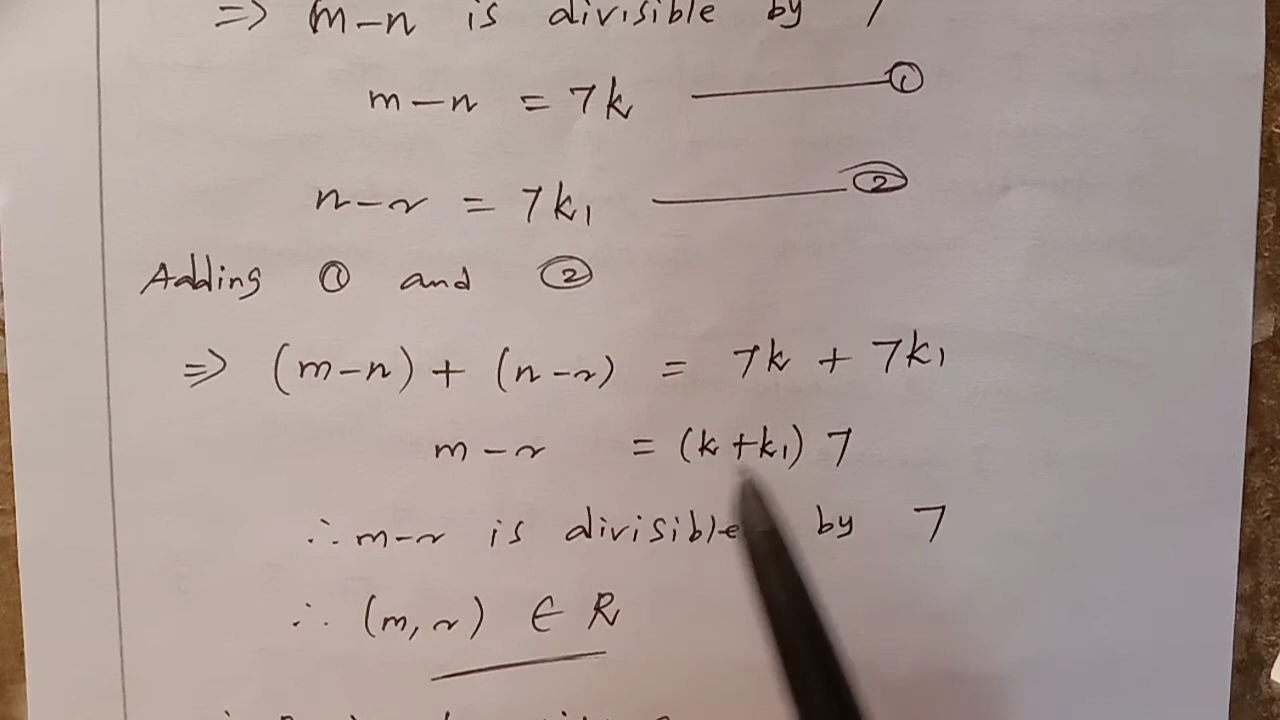 ⇒ m-n is divisible by 7
m-n = 7k ——— ①
n-r = 7k₁ ——— ②
Adding ① and ②
⇒ (m-n) + (n-r) = 7k + 7k₁
m-r = (k+k₁) 7
∴ m-r is divisible by 7
∴ (m, r) ∈ R